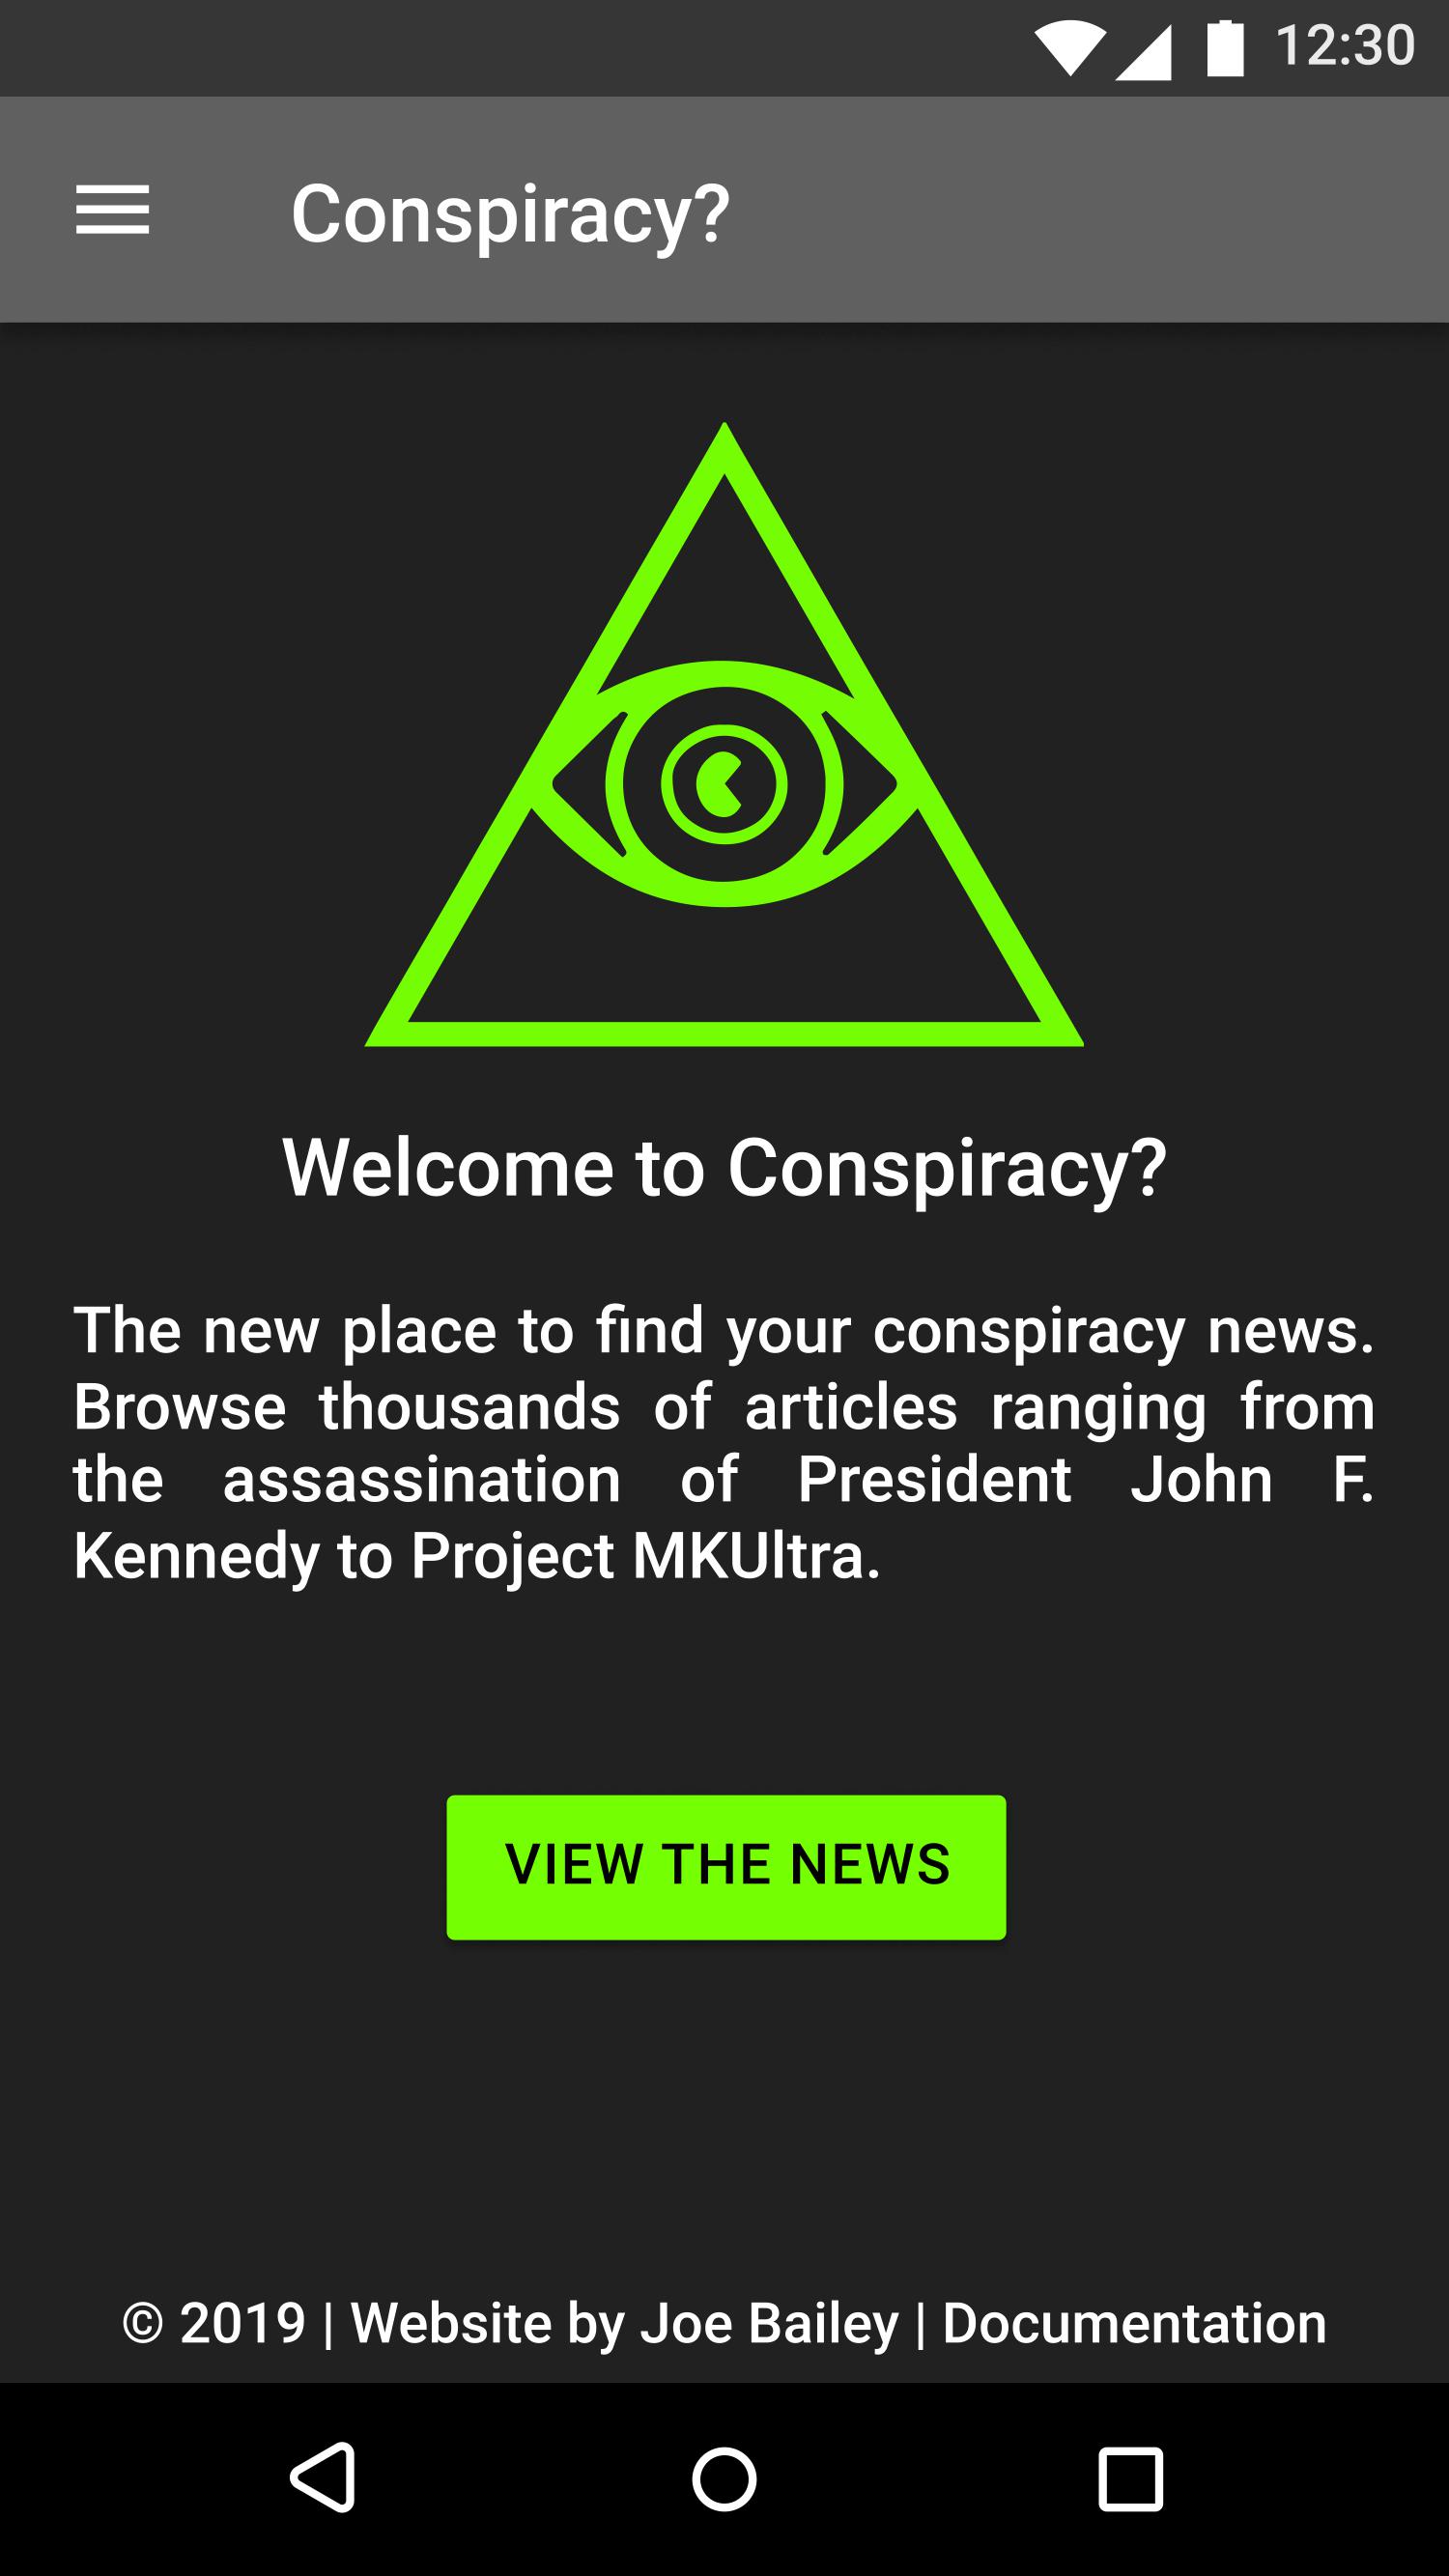 12:30
Conspiracy?
Welcome to Conspiracy?
The new place to find your conspiracy news.
Browse thousands of articles ranging from
the assassination of President John F.
Kennedy to Project MKUltra.
VIEW THE NEWS
© 2019 | Website by Joe Bailey | Documentation